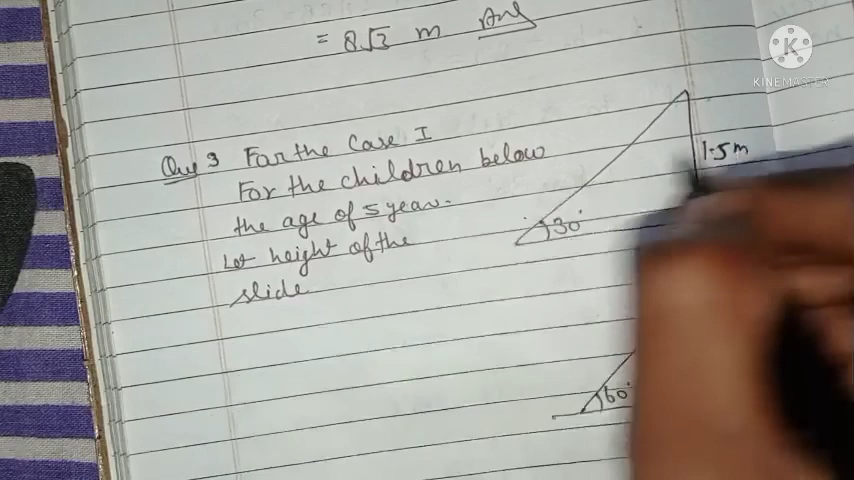 = 8√3 m Ans
K
KINEMASTER
Quy 3 For the Case I
For the children below
the age of 5 year.
Let height of the
slide
1.5m
30°
60°